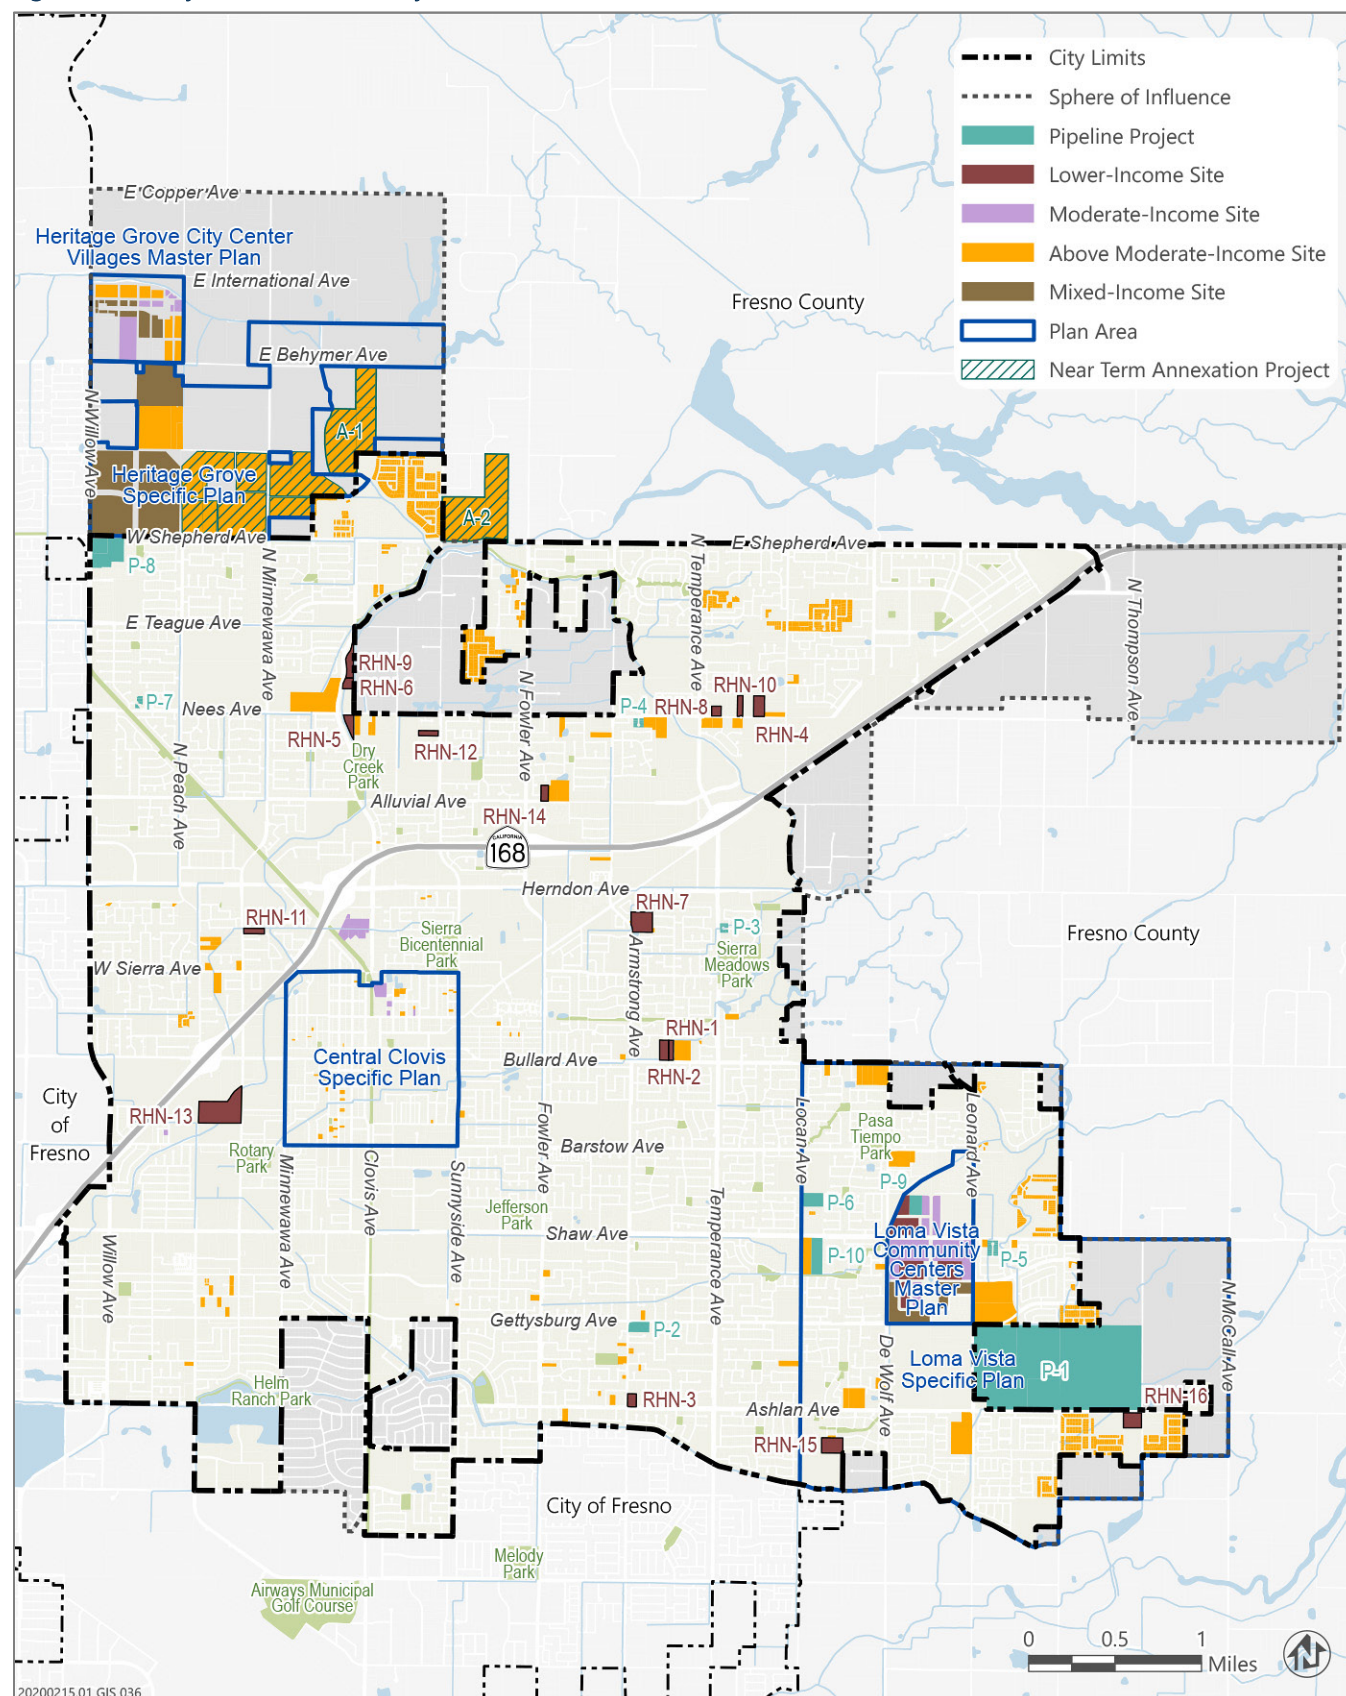 City Limits
Sphere of Influence
Pipeline Project
Lower-Income Site
Moderate-Income Site
Above Moderate-Income Site
Mixed-Income Site
Plan Area
Near Term Annexation Project
E Copper Ave
Heritage Grove City Center
Villages Master Plan
E International Ave
Fresno County
E Behymer Ave
N Willow Ave
A-1
Heritage Grove
Specific Plan
A-2
W Shepherd Ave
E Shepherd Ave
P-8
N Minnewawa Ave
N Temperance Ave
N Thompson Ave
E Teague Ave
RHN-9
RHN-6
RHN-10
P-7
Nees Ave
N Fowler Ave
P-4
RHN-8
RHN-5
RHN-12
RHN-4
N Peach Ave
Dry
Creek
Park
Alluvial Ave
RHN-14
CALIFORNIA
168
Herndon Ave
RHN-7
RHN-11
Sierra
Bicentennial
Park
P-3
Armstrong Ave
Sierra
Meadows
Park
Fresno County
W Sierra Ave
RHN-1
Central Clovis
Specific Plan
Bullard Ave
RHN-2
City
of
Fresno
RHN-13
Locan Ave
Leonard Ave
Fowler Ave
Pasa
Tiempo
Park
Rotary
Park
Barstow Ave
Minnewawa Ave
Clovis Ave
Sunnyside Ave
P-9
Temperance Ave
P-6
Jefferson
Park
Shaw Ave
Willow Ave
P-10
Loma Vista
Community
Centers
Master
Plan
P-5
N McCall Ave
Gettysburg Ave
P-2
De Wolf Ave
Loma Vista
Specific Plan
P-1
Helm
Ranch Park
RHN-3
Ashlan Ave
RHN-16
RHN-15
City of Fresno
Melody
Park
Airways Municipal
Golf Course
0 0.5 1
Miles
N
20200215.01 GIS 036